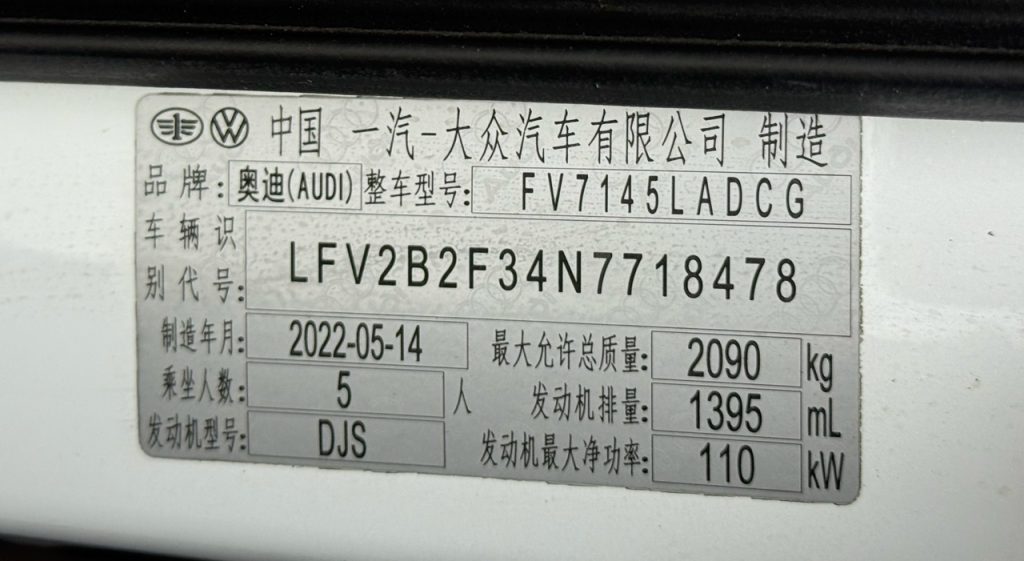 中国 一汽-大众汽车有限公司 制造
品牌: 奥迪(AUDI) 整车型号: FV7145LADCG
车辆识别代号: LFV2B2F34N7718478
制造年月: 2022-05-14 最大允许总质量: 2090 kg
乘坐人数: 5 人 发动机排量: 1395 mL
发动机型号: DJS 发动机最大净功率: 110 kW